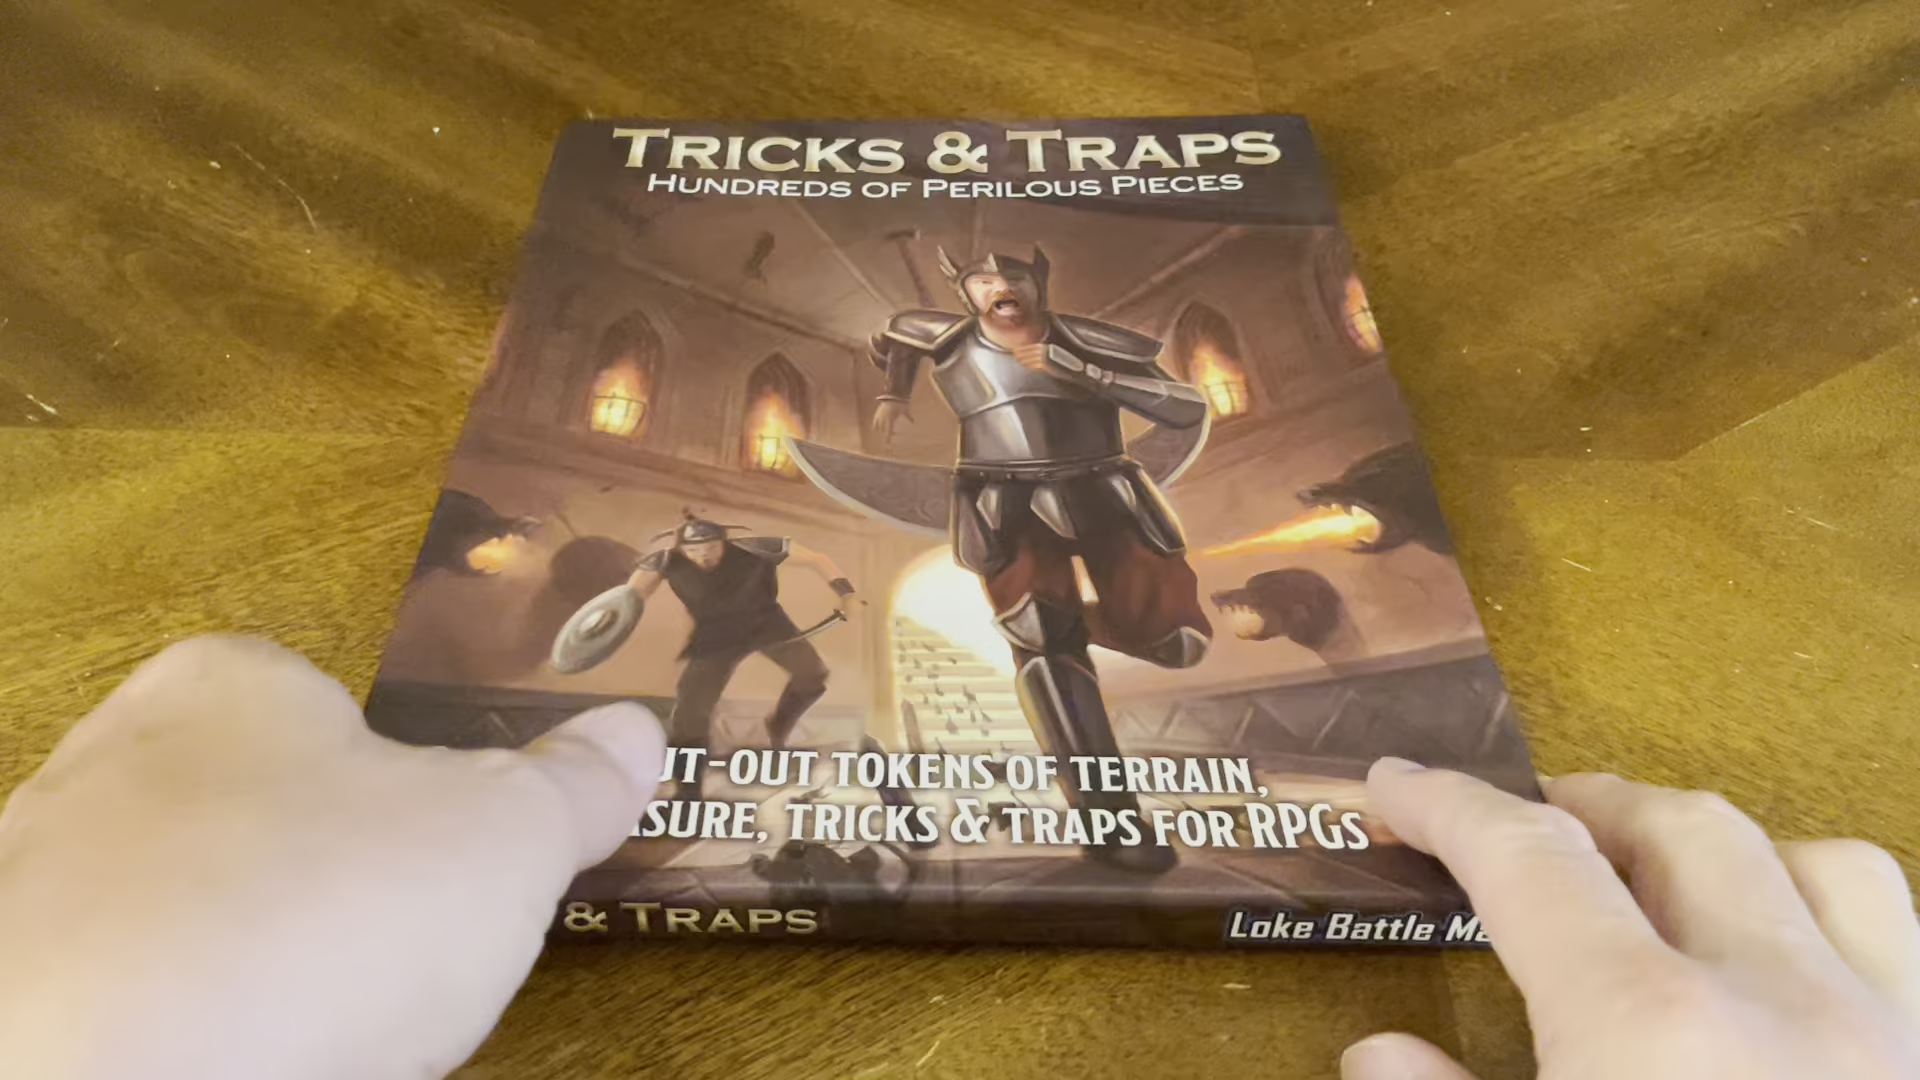 TRICKS & TRAPS
HUNDREDS OF PERILOUS PIECES
UT-OUT TOKENS OF TERRAIN,
ASURE, TRICKS & TRAPS FOR RPGS
& TRAPS
Loke Battle Ma